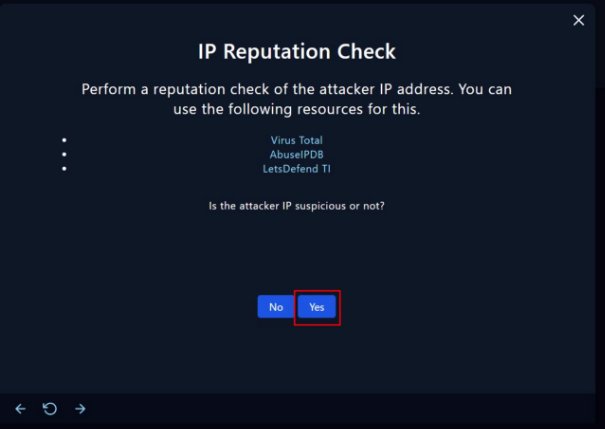 IP Reputation Check
Perform a reputation check of the attacker IP address. You can
use the following resources for this.
Virus Total
AbuseIPDB
LetsDefend TI
Is the attacker IP suspicious or not?
No Yes